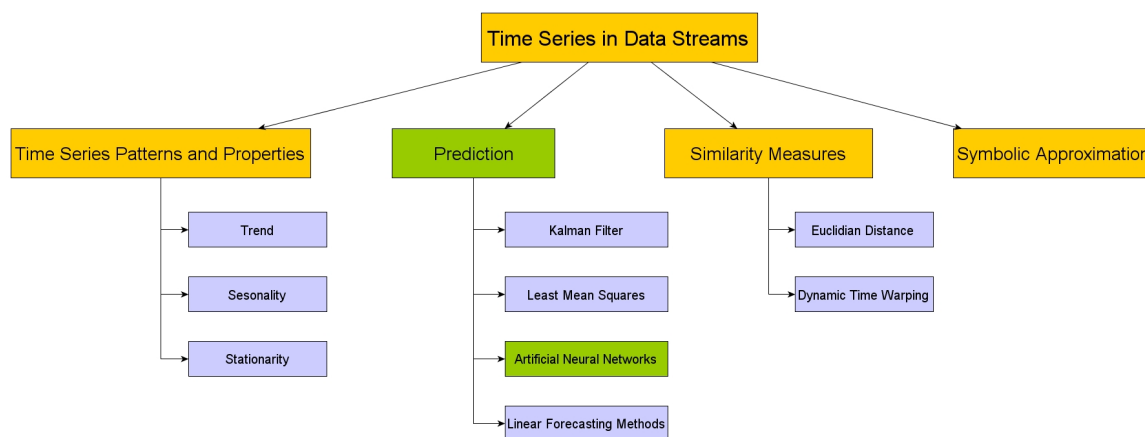 Time Series in Data Streams
Time Series Patterns and Properties
Prediction
Similarity Measures
Symbolic Approximation
Trend
Kalman Filter
Euclidian Distance
Sesonality
Least Mean Squares
Dynamic Time Warping
Stationarity
Artificial Neural Networks
Linear Forecasting Methods